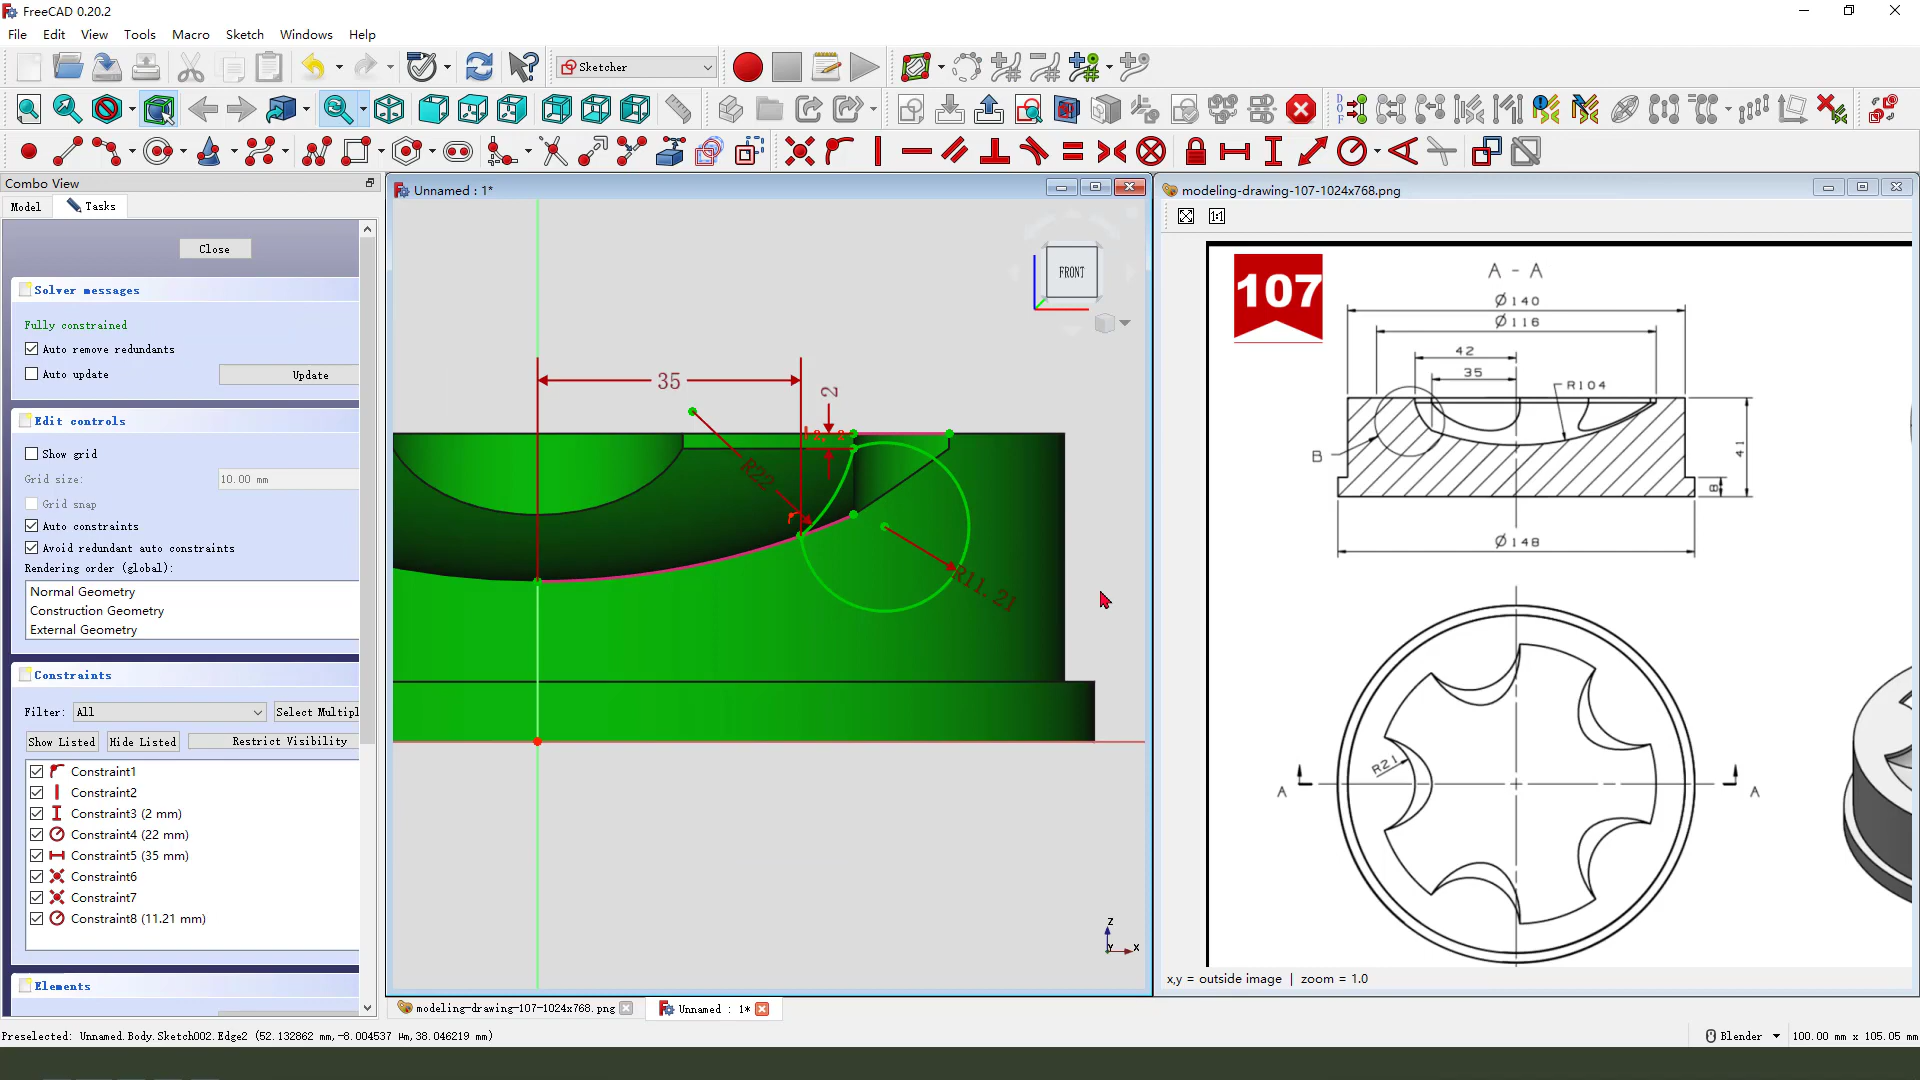 FreeCAD 0.20.2
File Edit View Tools Macro Sketch Windows Help
Sketcher
Combo View
Model Tasks
Close
Solver messages
Fully constrained
Auto remove redundants
Auto update Update
Edit controls
Show grid
Grid size: 10.00 mm
Grid snap
Auto constraints
Avoid redundant auto constraints
Rendering order (global):
Normal Geometry
Construction Geometry
External Geometry
Constraints
Filter: All Select Multipl
Show Listed Hide Listed Restrict Visibility
Constraint1
Constraint2
Constraint3 (2 mm)
Constraint4 (22 mm)
Constraint5 (35 mm)
Constraint6
Constraint7
Constraint8 (11.21 mm)
Elements
Unnamed : 1*
FRONT
35
2
R22
R11.21
Z
Y X
modeling-drawing-107-1024x768.png
1:1
107
A - A
Ø140
Ø116
42
35
R104
B
41
8
Ø148
R21
A A
x,y = outside image | zoom = 1.0
modeling-drawing-107-1024x768.png Unnamed : 1*
Preselected: Unnamed.Body.Sketch002.Edge2 (52.132862 mm,-8.004537 µm,38.046219 mm)
Blender 100.00 mm x 105.05 mm